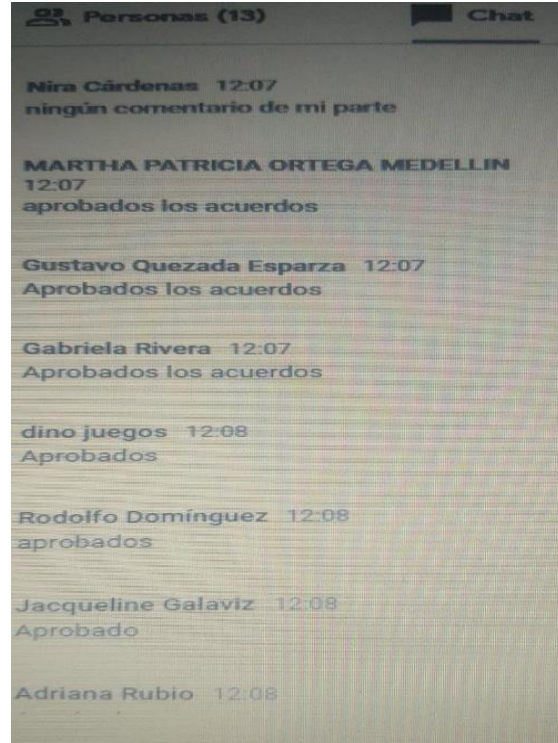 Personas (13)
Chat
Nira Cárdenas 12:07
ningún comentario de mi parte
MARTHA PATRICIA ORTEGA MEDELLIN
12:07
aprobados los acuerdos
Gustavo Quezada Esparza 12:07
Aprobados los acuerdos
Gabriela Rivera 12:07
Aprobados los acuerdos
dino juegos 12:08
Aprobados
Rodolfo Domínguez 12:08
aprobados
Jacqueline Galaviz 12:08
Aprobado
Adriana Rubio 12:08